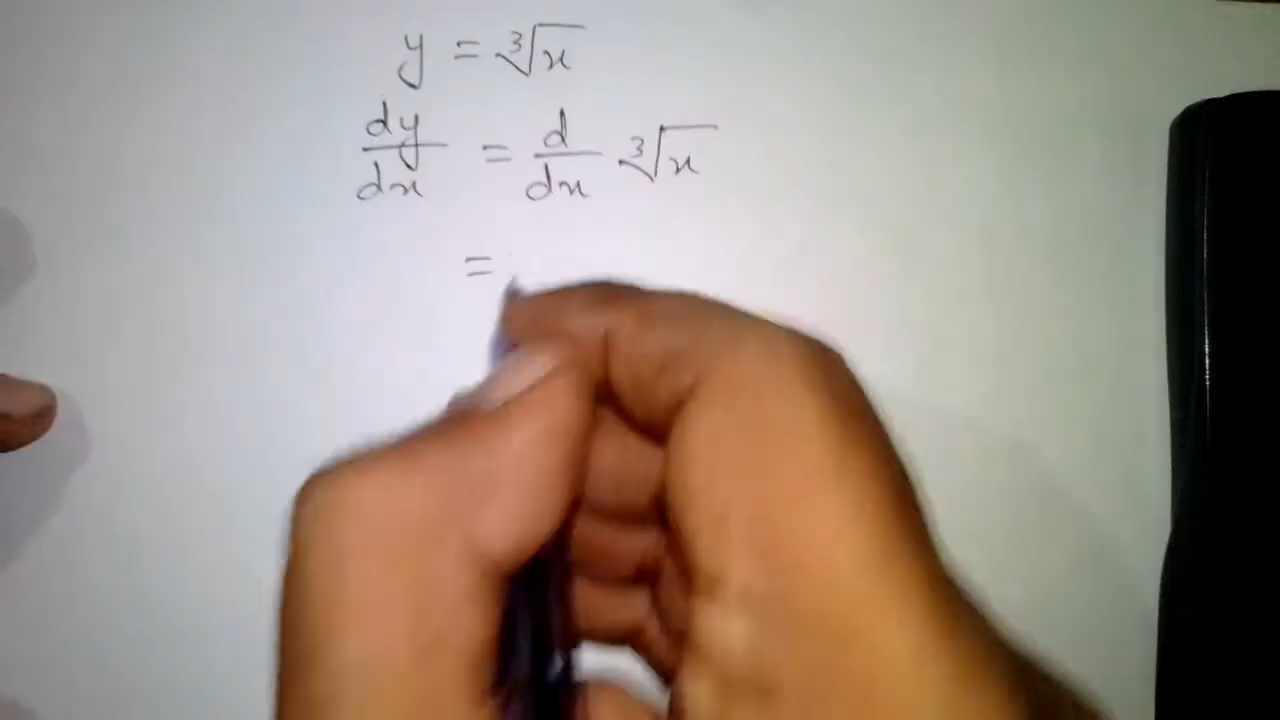 y = ∛x
dy/dx = d/dx ∛x
=